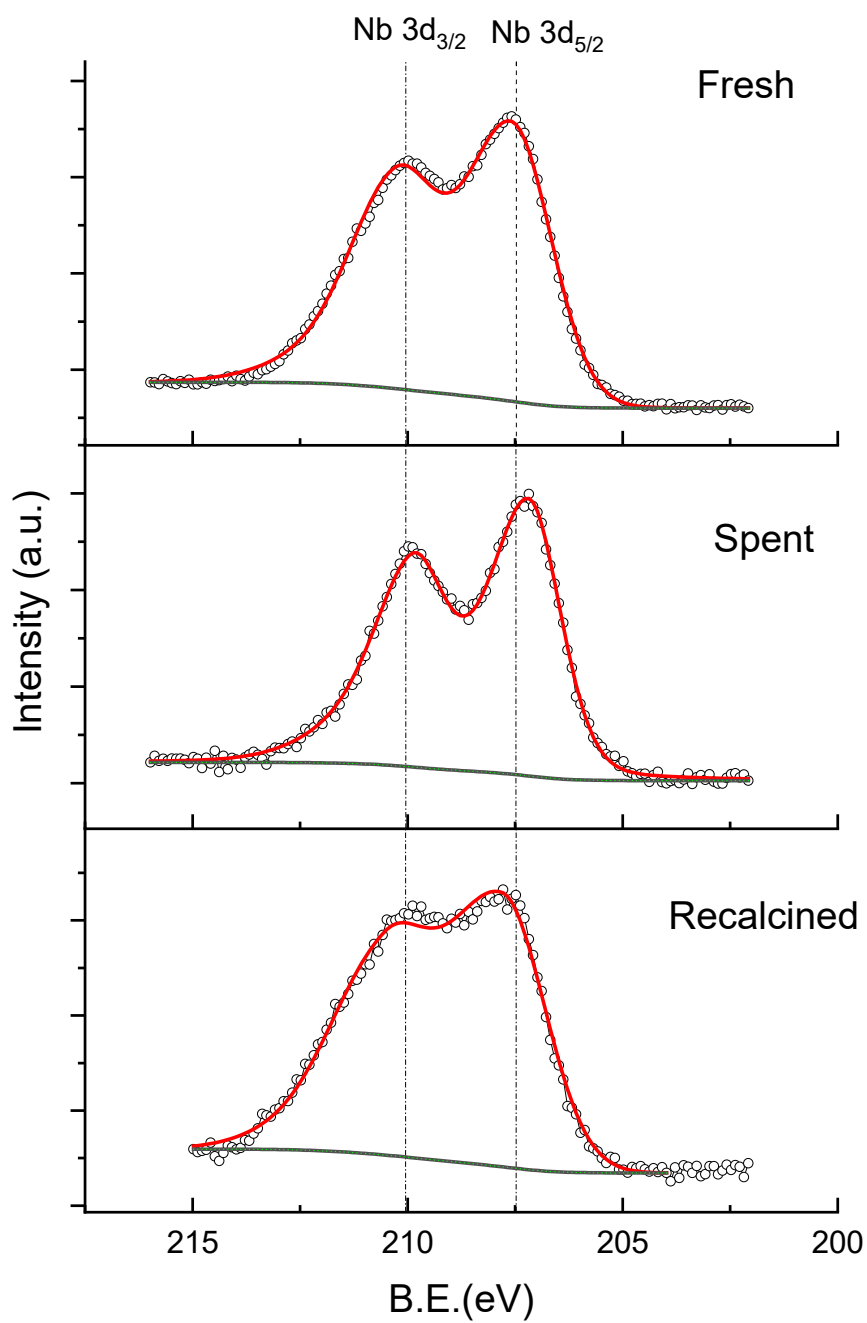 Nb 3d3/2 Nb 3d5/2
Fresh
Spent
Recalcined
Intensity (a.u.)
215 210 205 200
B.E.(eV)